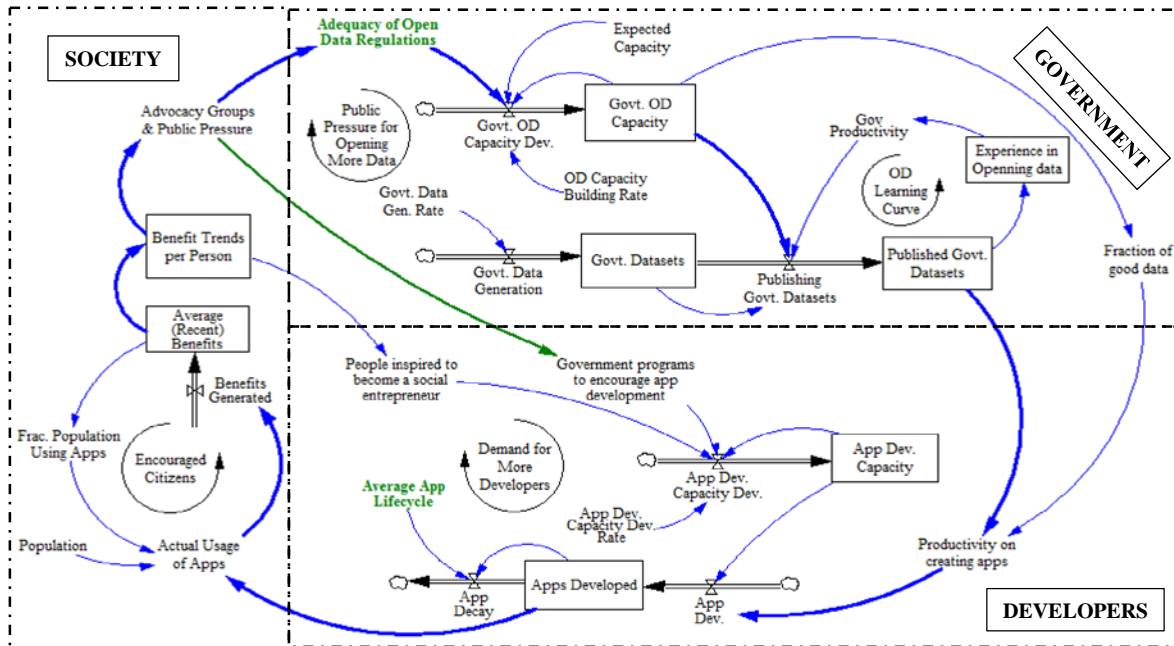 SOCIETY
Adequacy of Open
Data Regulations
Expected
Capacity
GOVERNMENT
Advocacy Groups
& Public Pressure
Public
Pressure for
Opening
More Data
Govt. OD
Capacity Dev.
Govt. OD
Capacity
Gov
Productivity
Experience in
Openning data
OD
Learning
Curve
OD Capacity
Building Rate
Govt. Data
Gen. Rate
Benefit Trends
per Person
Govt. Data
Generation
Govt. Datasets
Publishing
Govt. Datasets
Published Govt.
Datasets
Fraction of
good data
Average
(Recent)
Benefits
Benefits
Generated
People inspired to
become a social
entrepreneur
Government programs
to encourage app
development
Frac. Population
Using Apps
Encouraged
Citizens
Demand for
More
Developers
App Dev.
Capacity Dev.
App Dev.
Capacity
Average App
Lifecycle
App Dev.
Capacity Dev.
Rate
Population
Actual Usage
of Apps
Productivity on
creating apps
App
Decay
Apps Developed
App
Dev.
DEVELOPERS